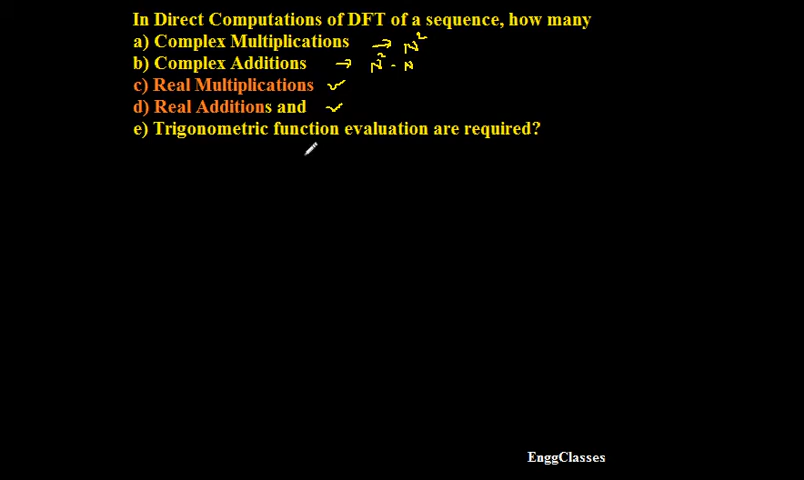 In Direct Computations of DFT of a sequence, how many
a) Complex Multiplications → N²
b) Complex Additions → N² - N
c) Real Multiplications ✓
d) Real Additions and ✓
e) Trigonometric function evaluation are required?
EnggClasses